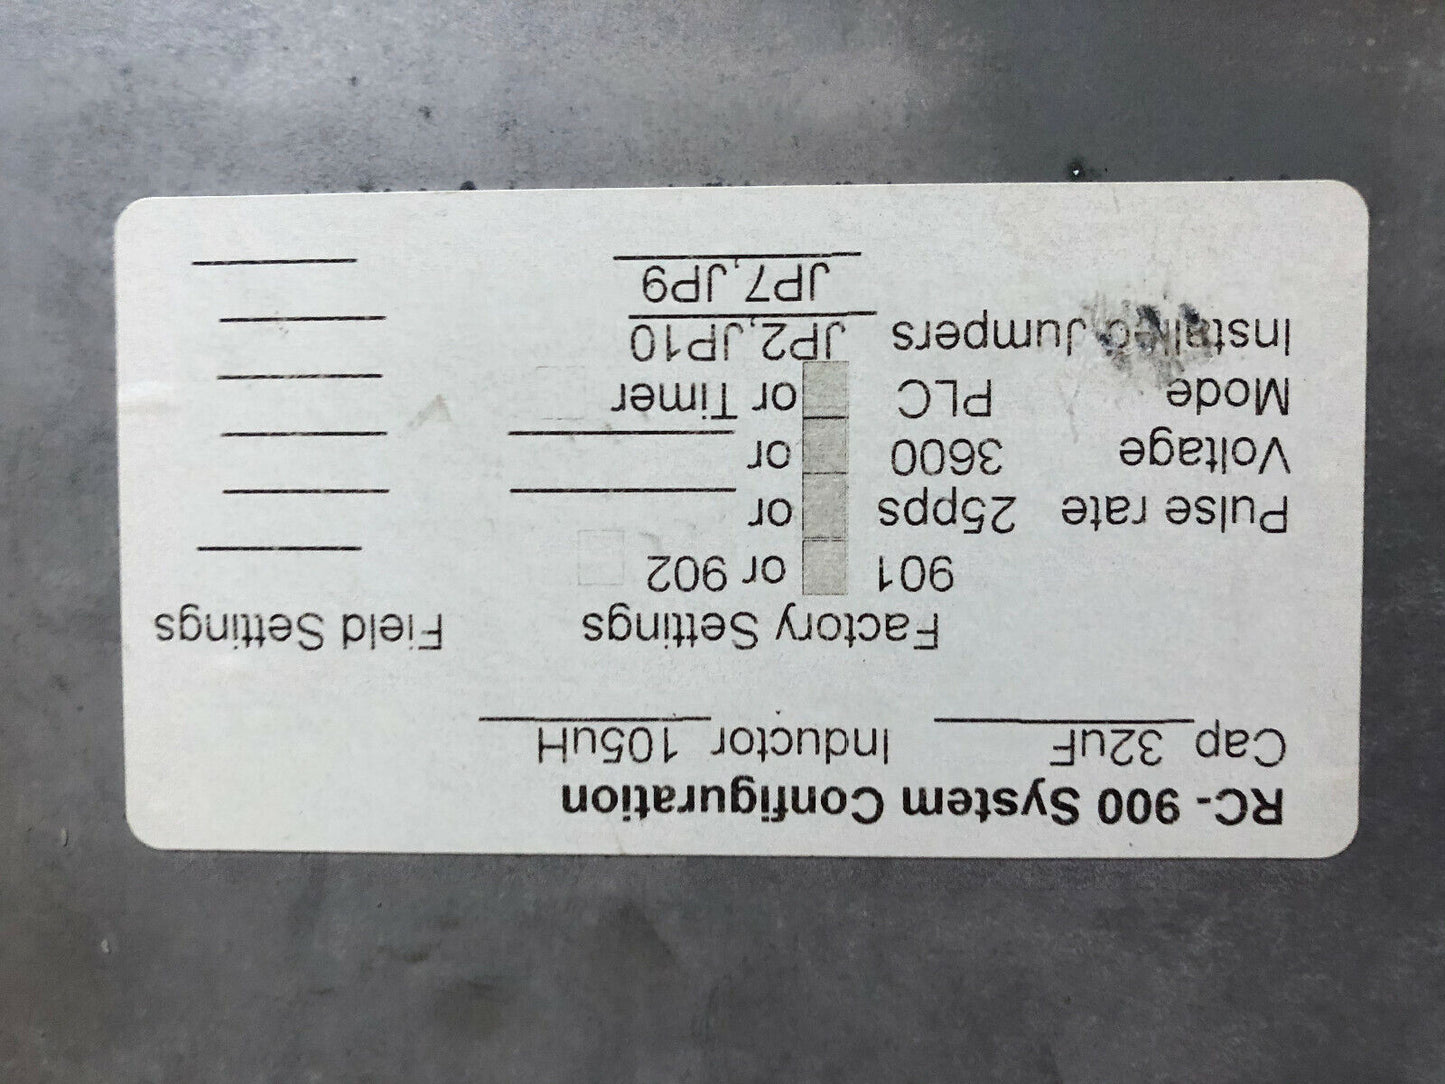 RC- 900 System Configuration
Cap 32uF Inductor 105uH
Factory Settings Field Settings
901 or 902
Pulse rate 25pps or
Voltage 3600 or
Mode PLC or Timer
Installed Jumpers JP2,JP10
JP7,JP9